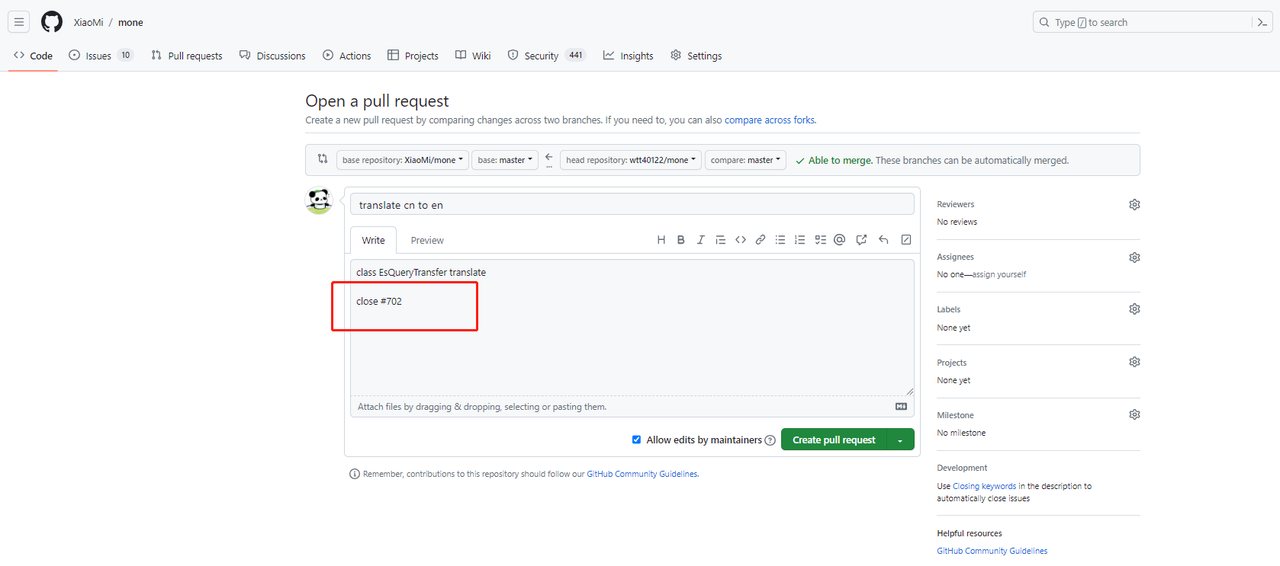 XiaoMi / mone
Type / to search
Code
Issues 10
Pull requests
Discussions
Actions
Projects
Wiki
Security 441
Insights
Settings
Open a pull request
Create a new pull request by comparing changes across two branches. If you need to, you can also compare across forks.
base repository: XiaoMi/mone
base: master
head repository: wtt40122/mone
compare: master
Able to merge. These branches can be automatically merged.
translate cn to en
Write
Preview
class EsQueryTransfer translate
close #702
Attach files by dragging & dropping, selecting or pasting them.
Allow edits by maintainers
Create pull request
Remember, contributions to this repository should follow our GitHub Community Guidelines.
Reviewers
No reviews
Assignees
No one—assign yourself
Labels
None yet
Projects
None yet
Milestone
No milestone
Development
Use Closing keywords in the description to
automatically close issues
Helpful resources
GitHub Community Guidelines